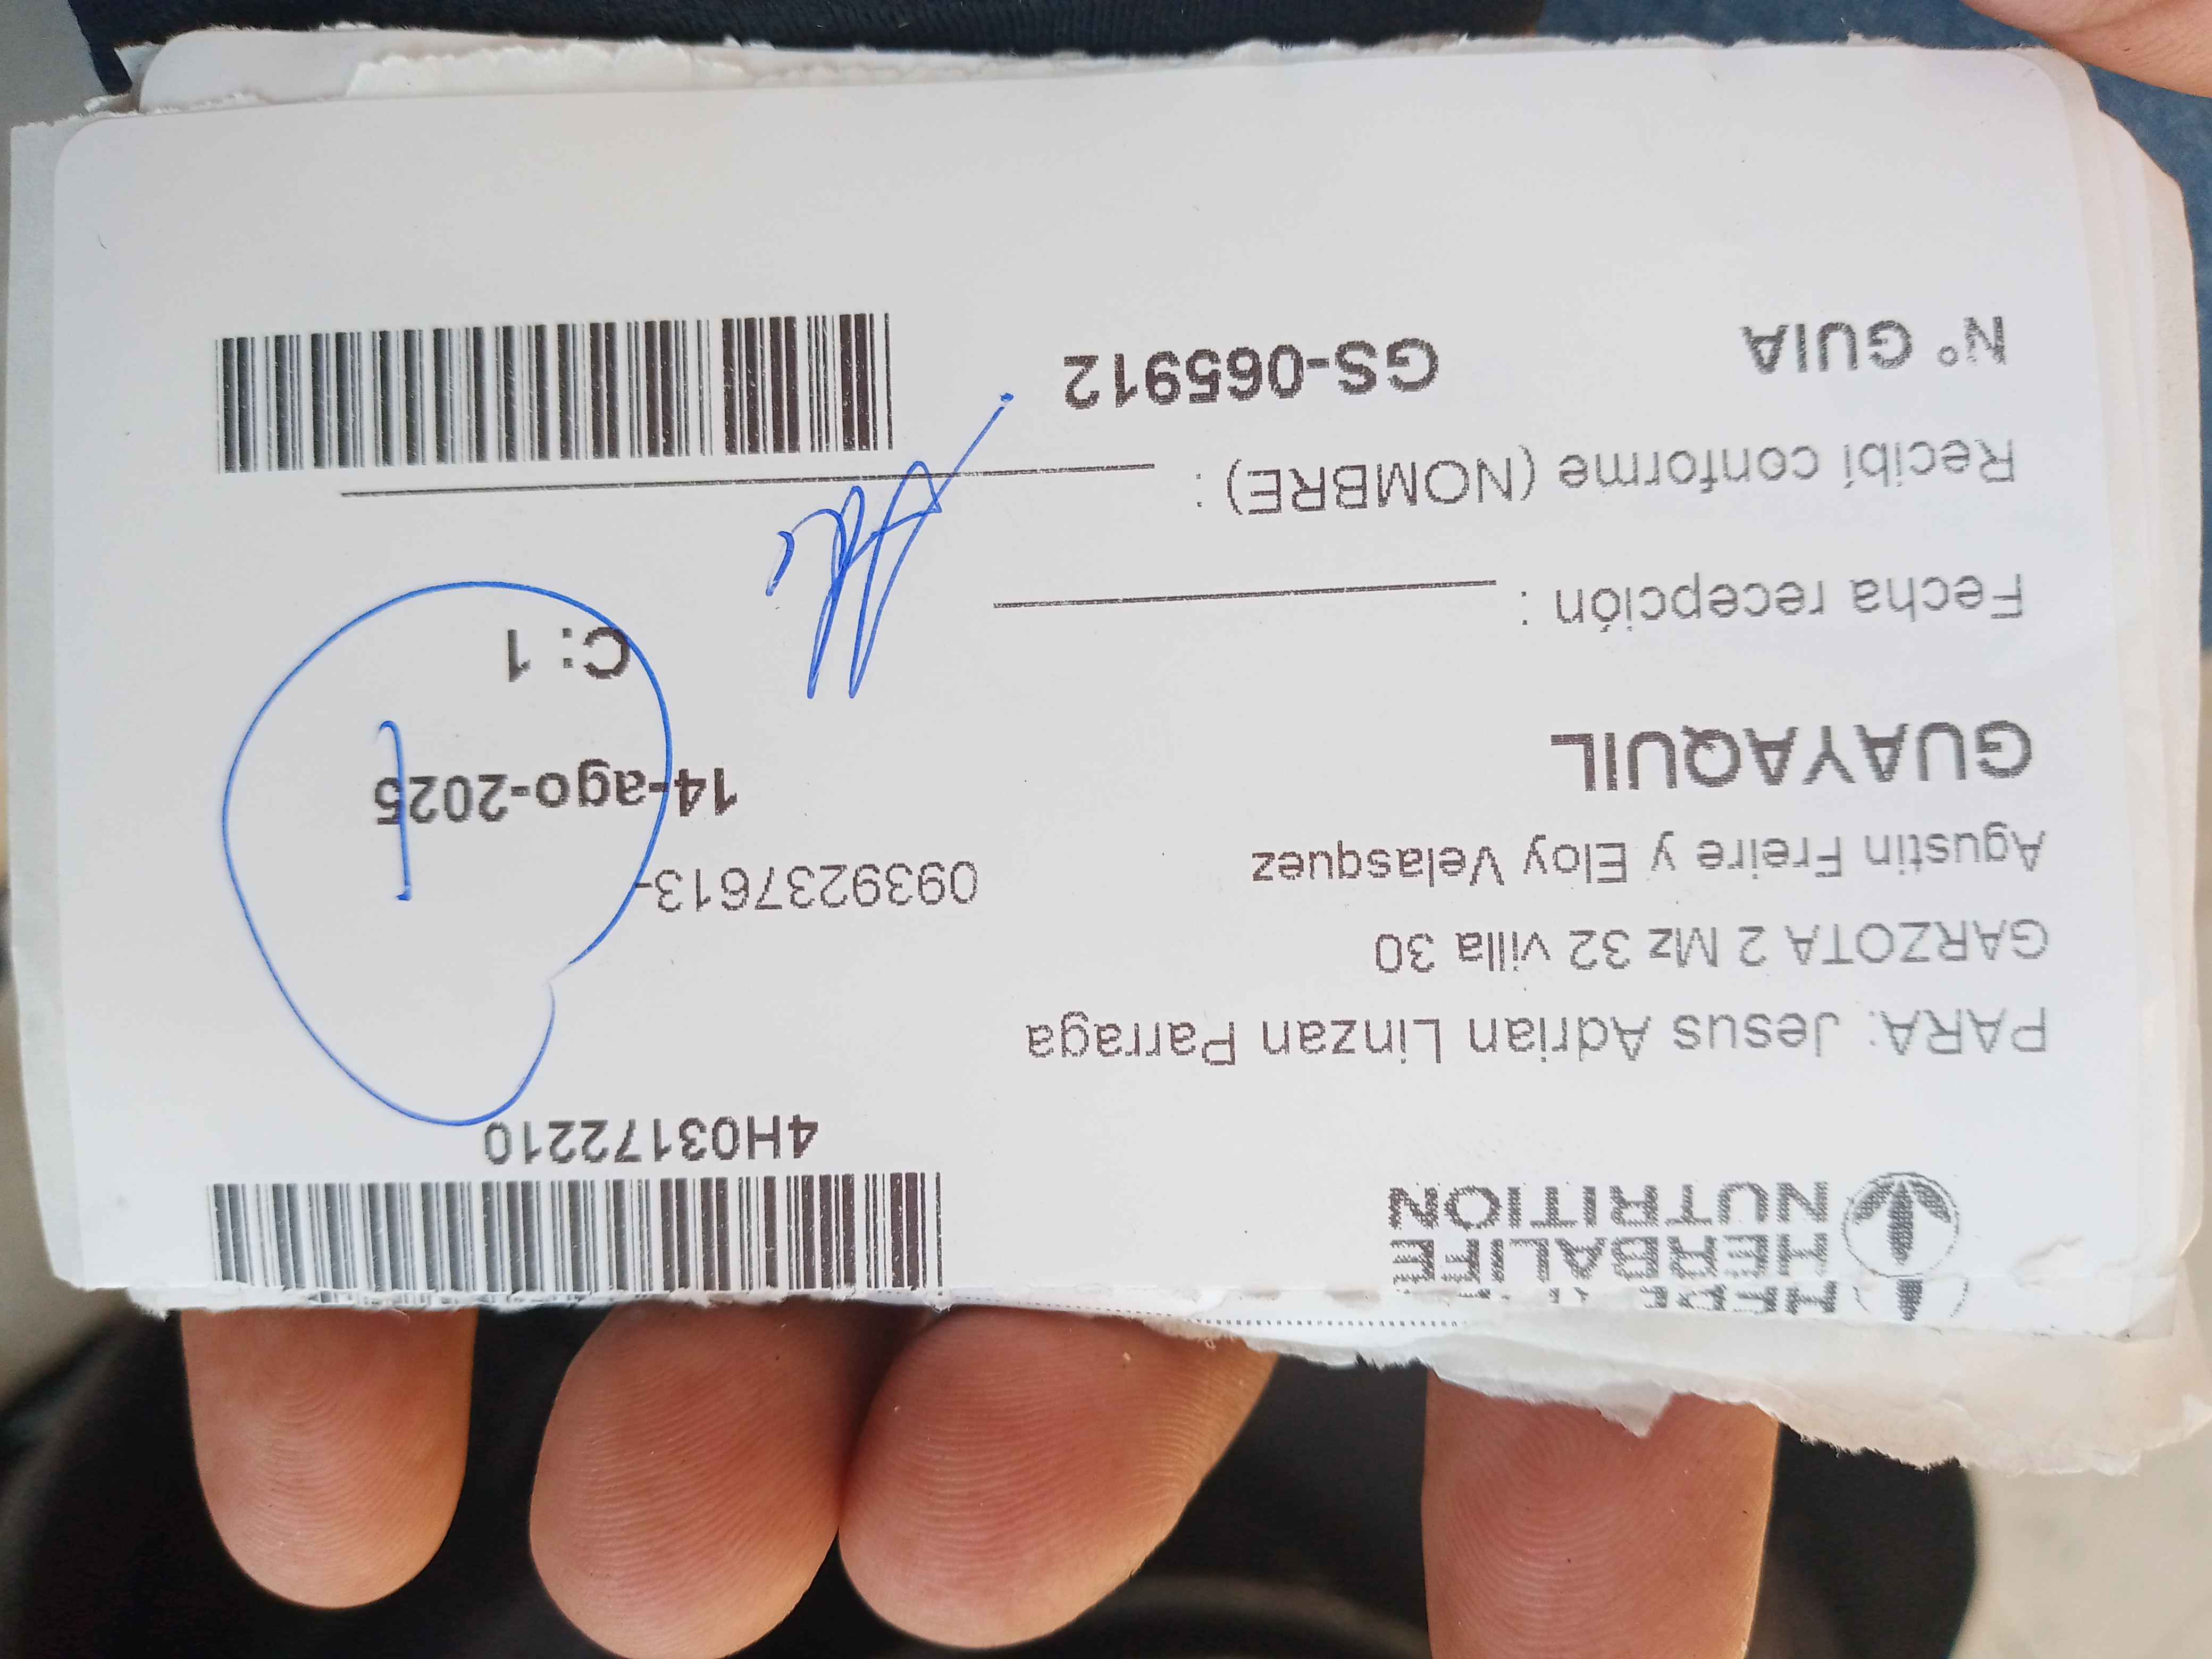 HERBALIFE
NUTRITION
4H03172210
PARA: Jesus Adrian Linzan Parraga
GARZOTA 2 Mz 32 villa 30
0939237613-
Agustin Freire y Eloy Velasquez
14-ago-2025
GUAYAQUIL
C: 1
Fecha recepción :
Recibí conforme (NOMBRE) :
N° GUIA GS-065912